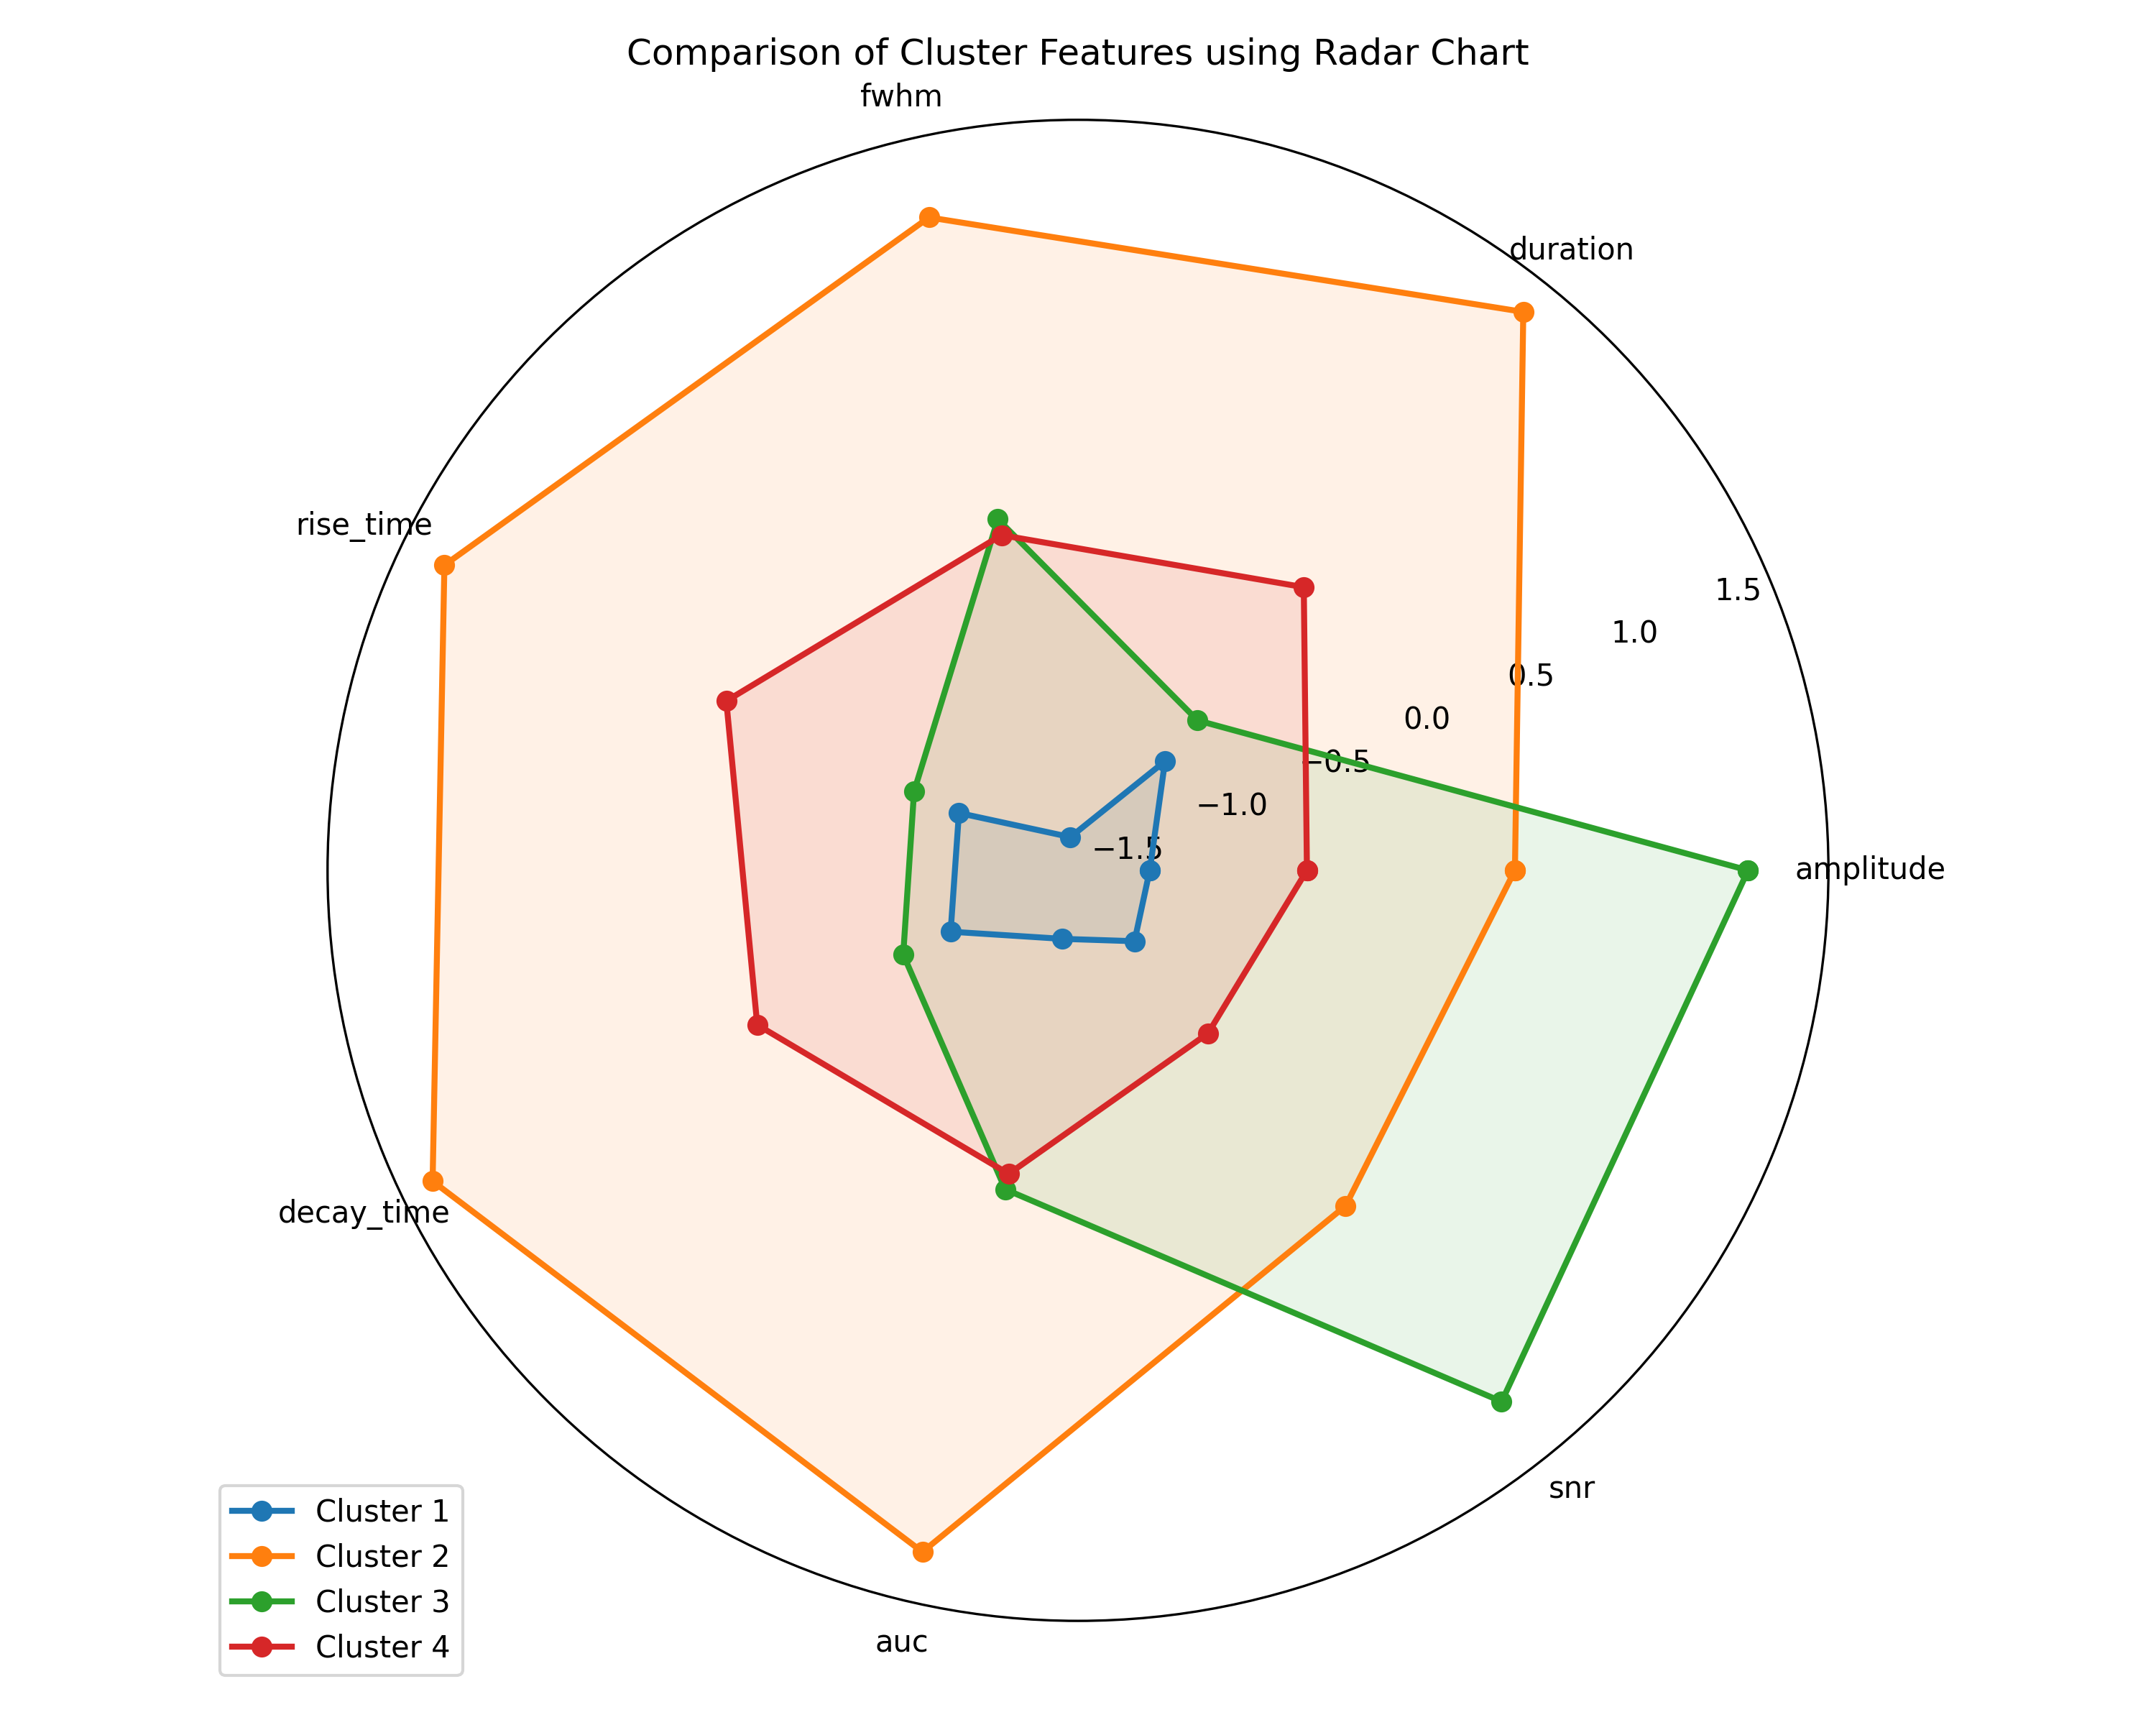 Comparison of Cluster Features using Radar Chart
fwhm
duration
rise_time
1.5
1.0
0.5
0.0
−0.5
−1.0
−1.5
amplitude
decay_time
snr
auc
Cluster 1
Cluster 2
Cluster 3
Cluster 4